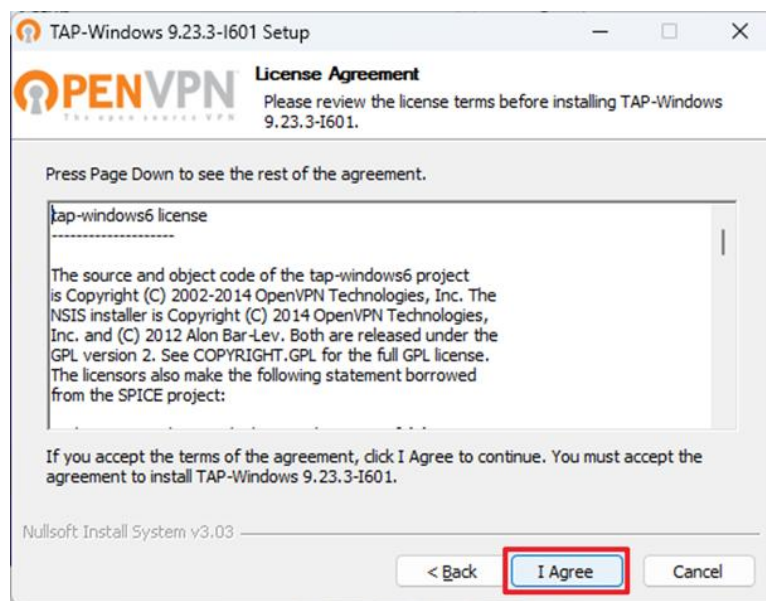 TAP-Windows 9.23.3-I601 Setup
OPENVPN
The open source VPN
License Agreement
Please review the license terms before installing TAP-Windows
9.23.3-I601.
Press Page Down to see the rest of the agreement.
tap-windows6 license
--------------------
The source and object code of the tap-windows6 project
is Copyright (C) 2002-2014 OpenVPN Technologies, Inc. The
NSIS installer is Copyright (C) 2014 OpenVPN Technologies,
Inc. and (C) 2012 Alon Bar-Lev. Both are released under the
GPL version 2. See COPYRIGHT.GPL for the full GPL license.
The licensors also make the following statement borrowed
from the SPICE project:
If you accept the terms of the agreement, click I Agree to continue. You must accept the
agreement to install TAP-Windows 9.23.3-I601.
Nullsoft Install System v3.03
< Back
I Agree
Cancel